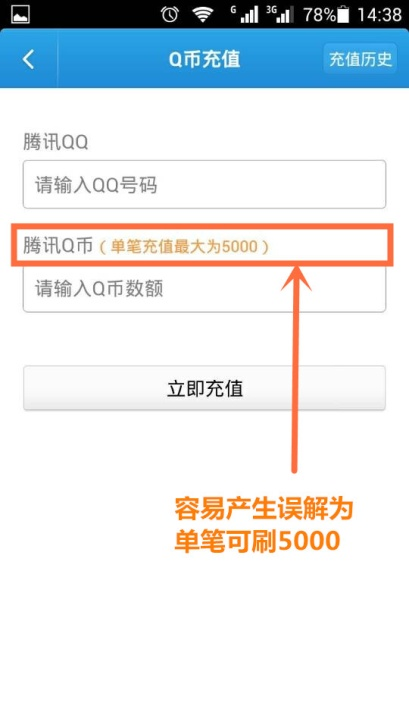 G 3G 78% 14:38
Q币充值 充值历史
腾讯QQ
请输入QQ号码
腾讯Q币（单笔充值最大为5000）
请输入Q币数额
立即充值
容易产生误解为
单笔可刷5000